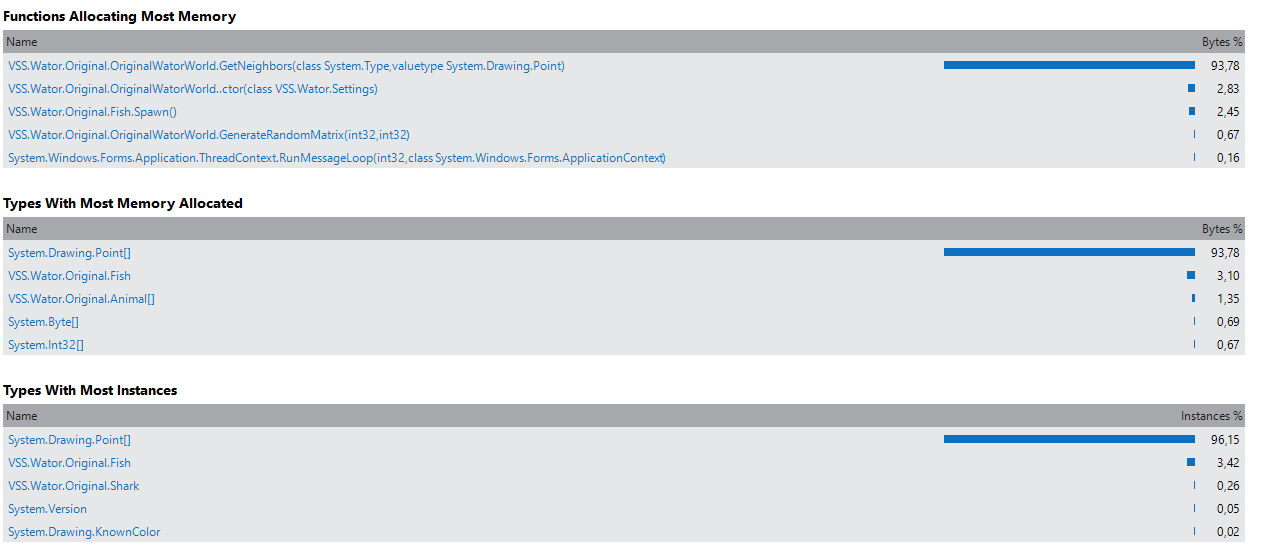 Functions Allocating Most Memory
Name Bytes %
VSS.Wator.Original.OriginalWatorWorld.GetNeighbors(class System.Type,valuetype System.Drawing.Point) 93,78
VSS.Wator.Original.OriginalWatorWorld..ctor(class VSS.Wator.Settings) 2,83
VSS.Wator.Original.Fish.Spawn() 2,45
VSS.Wator.Original.OriginalWatorWorld.GenerateRandomMatrix(int32,int32) 0,67
System.Windows.Forms.Application.ThreadContext.RunMessageLoop(int32,class System.Windows.Forms.ApplicationContext) 0,16
Types With Most Memory Allocated
Name Bytes %
System.Drawing.Point[] 93,78
VSS.Wator.Original.Fish 3,10
VSS.Wator.Original.Animal[] 1,35
System.Byte[] 0,69
System.Int32[] 0,67
Types With Most Instances
Name Instances %
System.Drawing.Point[] 96,15
VSS.Wator.Original.Fish 3,42
VSS.Wator.Original.Shark 0,26
System.Version 0,05
System.Drawing.KnownColor 0,02